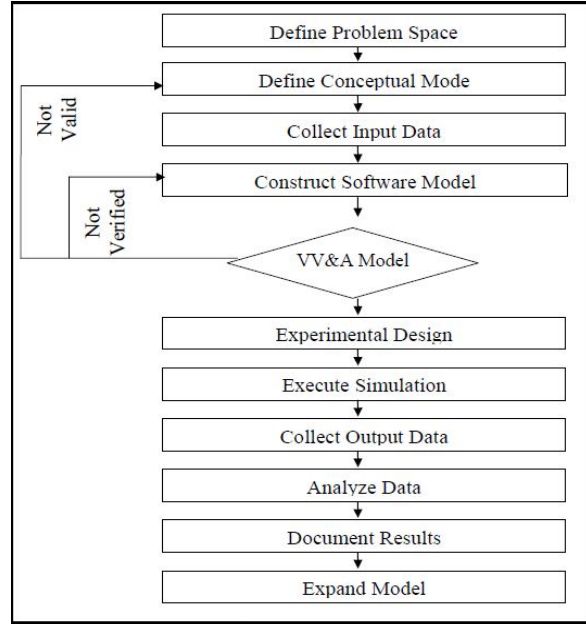 Define Problem Space
Define Conceptual Mode
Collect Input Data
Construct Software Model
Not
Valid
Not
Verified
VV&A Model
Experimental Design
Execute Simulation
Collect Output Data
Analyze Data
Document Results
Expand Model